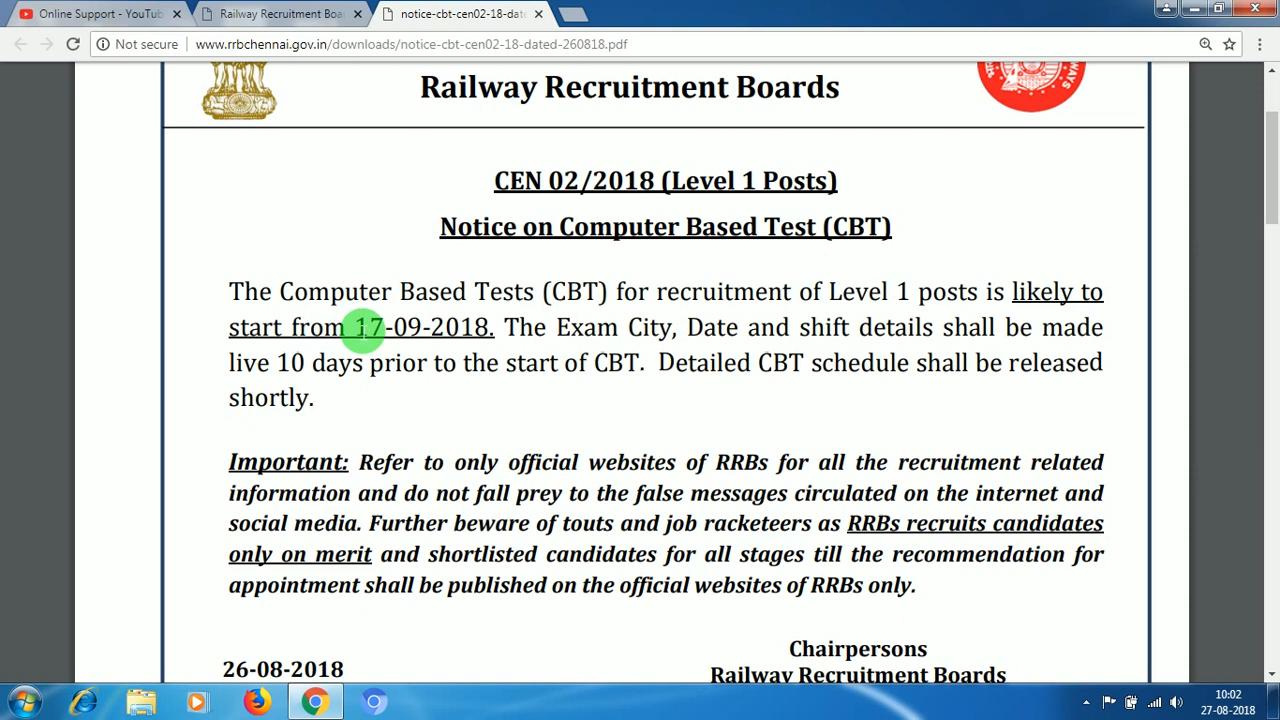 Online Support - YouTub
Railway Recruitment Boa
notice-cbt-cen02-18-date
Not secure
www.rrbchennai.gov.in/downloads/notice-cbt-cen02-18-dated-260818.pdf
Railway Recruitment Boards
CEN 02/2018 (Level 1 Posts)
Notice on Computer Based Test (CBT)
The Computer Based Tests (CBT) for recruitment of Level 1 posts is likely to
start from 17-09-2018. The Exam City, Date and shift details shall be made
live 10 days prior to the start of CBT. Detailed CBT schedule shall be released
shortly.
Important: Refer to only official websites of RRBs for all the recruitment related
information and do not fall prey to the false messages circulated on the internet and
social media. Further beware of touts and job racketeers as RRBs recruits candidates
only on merit and shortlisted candidates for all stages till the recommendation for
appointment shall be published on the official websites of RRBs only.
Chairpersons
26-08-2018
Railway Recruitment Boards
10:02
27-08-2018